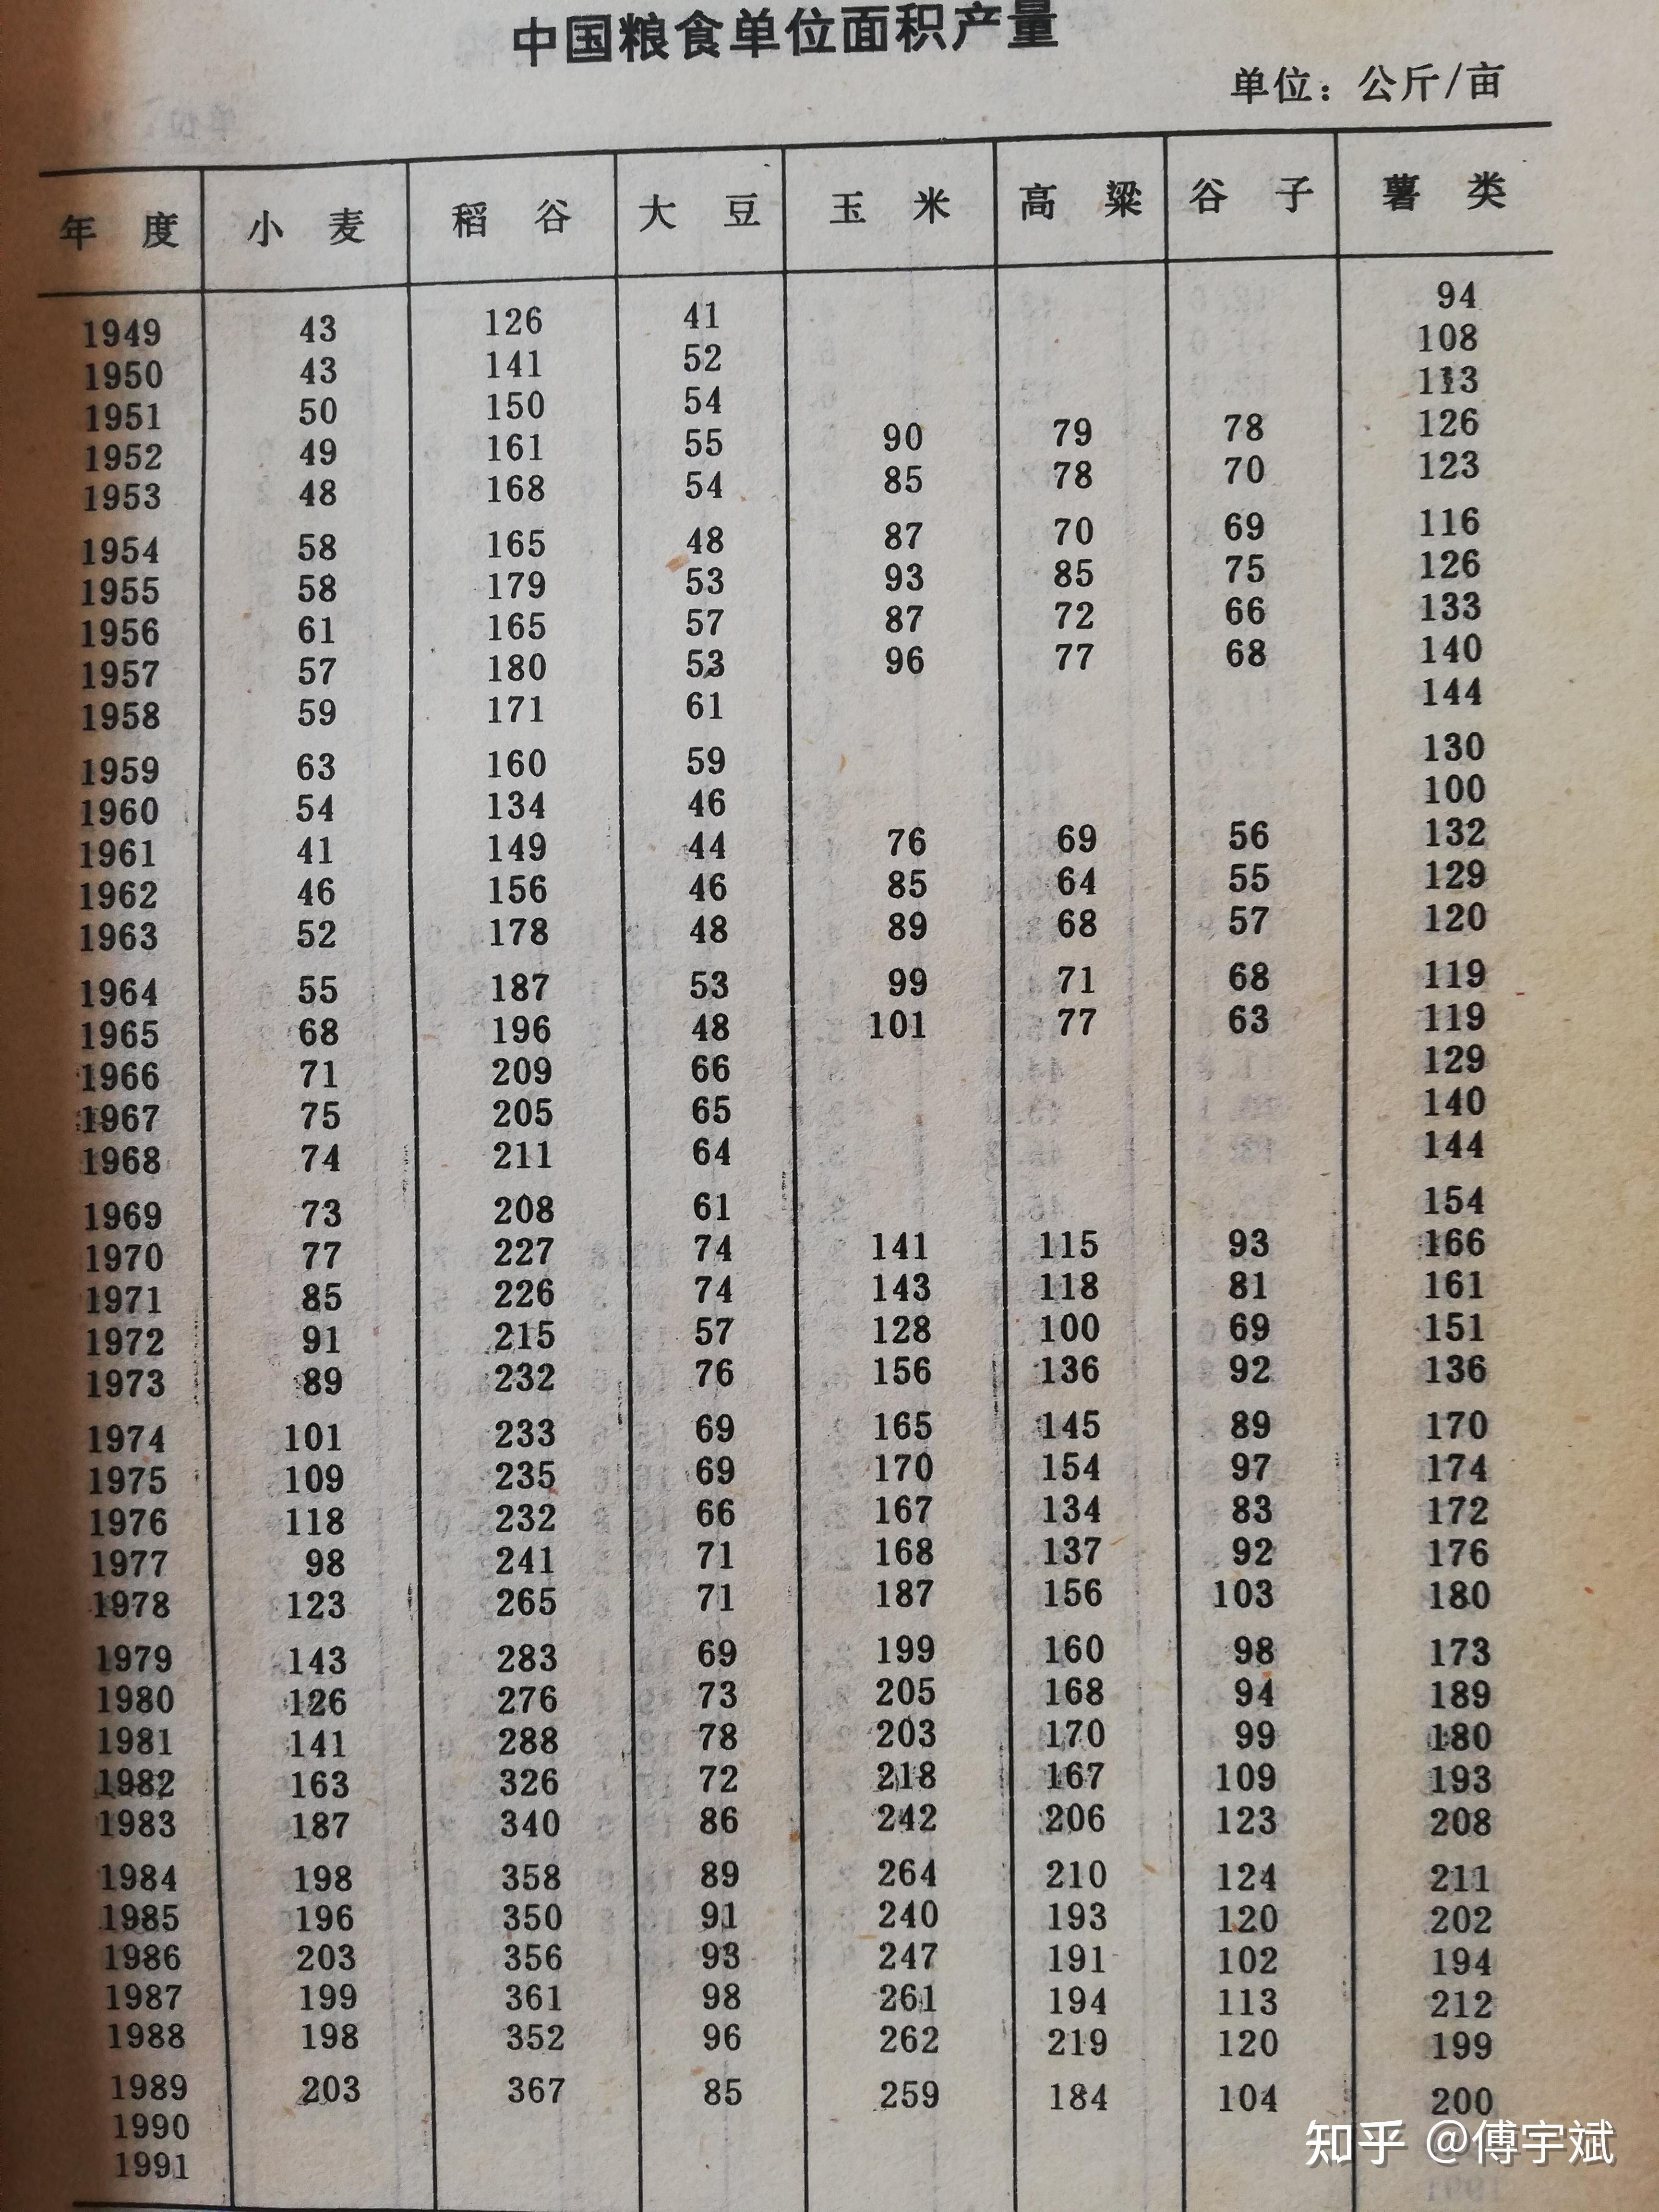 中国粮食单位面积产量
单位：公斤/亩
年 度 小 麦 稻 谷 大 豆 玉 米 高 粱 谷 子 薯 类
1949 43 126 41 94
1950 43 141 52 108
1951 50 150 54 113
1952 49 161 55 90 79 78 126
1953 48 168 54 85 78 70 123
1954 58 165 48 87 70 69 116
1955 58 179 53 93 85 75 126
1956 61 165 57 87 72 66 133
1957 57 180 53 96 77 68 140
1958 59 171 61 144
1959 63 160 59 130
1960 54 134 46 100
1961 41 149 44 76 69 56 132
1962 46 156 46 85 64 55 129
1963 52 178 48 89 68 57 120
1964 55 187 53 99 71 68 119
1965 68 196 48 101 77 63 119
1966 71 209 66 129
1967 75 205 65 140
1968 74 211 64 144
1969 73 208 61 154
1970 77 227 74 141 115 93 166
1971 85 226 74 143 118 81 161
1972 91 215 57 128 100 69 151
1973 89 232 76 156 136 92 136
1974 101 233 69 165 145 89 170
1975 109 235 69 170 154 97 174
1976 118 232 66 167 134 83 172
1977 98 241 71 168 137 92 176
1978 123 265 71 187 156 103 180
1979 143 283 69 199 160 98 173
1980 126 276 73 205 168 94 189
1981 141 288 78 203 170 99 180
1982 163 326 72 218 167 109 193
1983 187 340 86 242 206 123 208
1984 198 358 89 264 210 124 211
1985 196 350 91 240 193 120 202
1986 203 356 93 247 191 102 194
1987 199 361 98 261 194 113 212
1988 198 352 96 262 219 120 199
1989 203 367 85 259 184 104 200
1990
1991
知乎 @傅宇斌